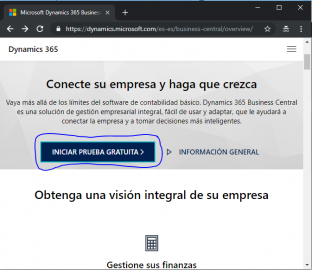 Microsoft Dynamics 365 Busines
https://dynamics.microsoft.com/es-es/business-central/overview/
Dynamics 365
Conecte su empresa y haga que crezca
Vaya más allá de los límites del software de contabilidad básico. Dynamics 365 Business Central
es una solución de gestión empresarial integral, fácil de usar y adaptar, que le ayudará a
conectar la empresa y a tomar decisiones más inteligentes.
INICIAR PRUEBA GRATUITA >
INFORMACIÓN GENERAL
Obtenga una visión integral de su empresa
Gestione sus finanzas